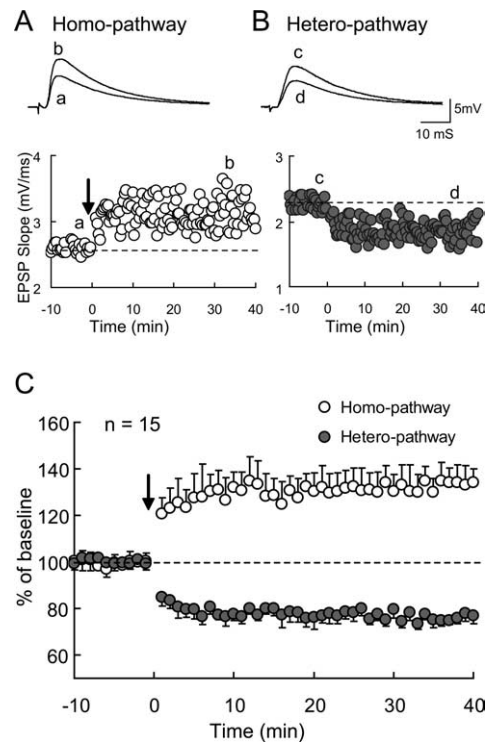 A Homo-pathway
B Hetero-pathway
b
a
c
d
5mV
10 mS
EPSP Slope (mV/ms)
4
3
2
a
b
-10 0 10 20 30 40
Time (min)
3
2
1
c
d
-10 0 10 20 30 40
Time (min)
C
% of baseline
160
140
120
100
80
60
n = 15
Homo-pathway
Hetero-pathway
-10 0 10 20 30 40
Time (min)